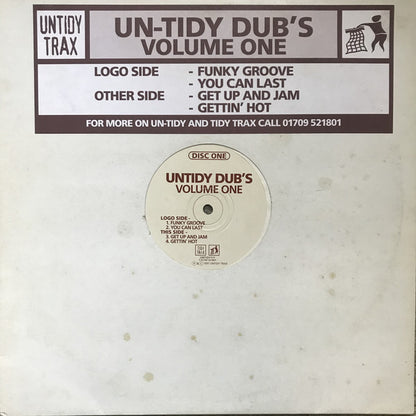 UNTIDY
TRAX
UN-TIDY DUB'S
VOLUME ONE
LOGO SIDE - FUNKY GROOVE
- YOU CAN LAST
OTHER SIDE - GET UP AND JAM
- GETTIN' HOT
FOR MORE ON UN-TIDY AND TIDY TRAX CALL 01709 521801
DISC ONE
UNTIDY DUB'S
VOLUME ONE
LOGO SIDE -
1. FUNKY GROOVE
2. YOU CAN LAST
THIS SIDE -
3. GET UP AND JAM
4. GETTIN' HOT